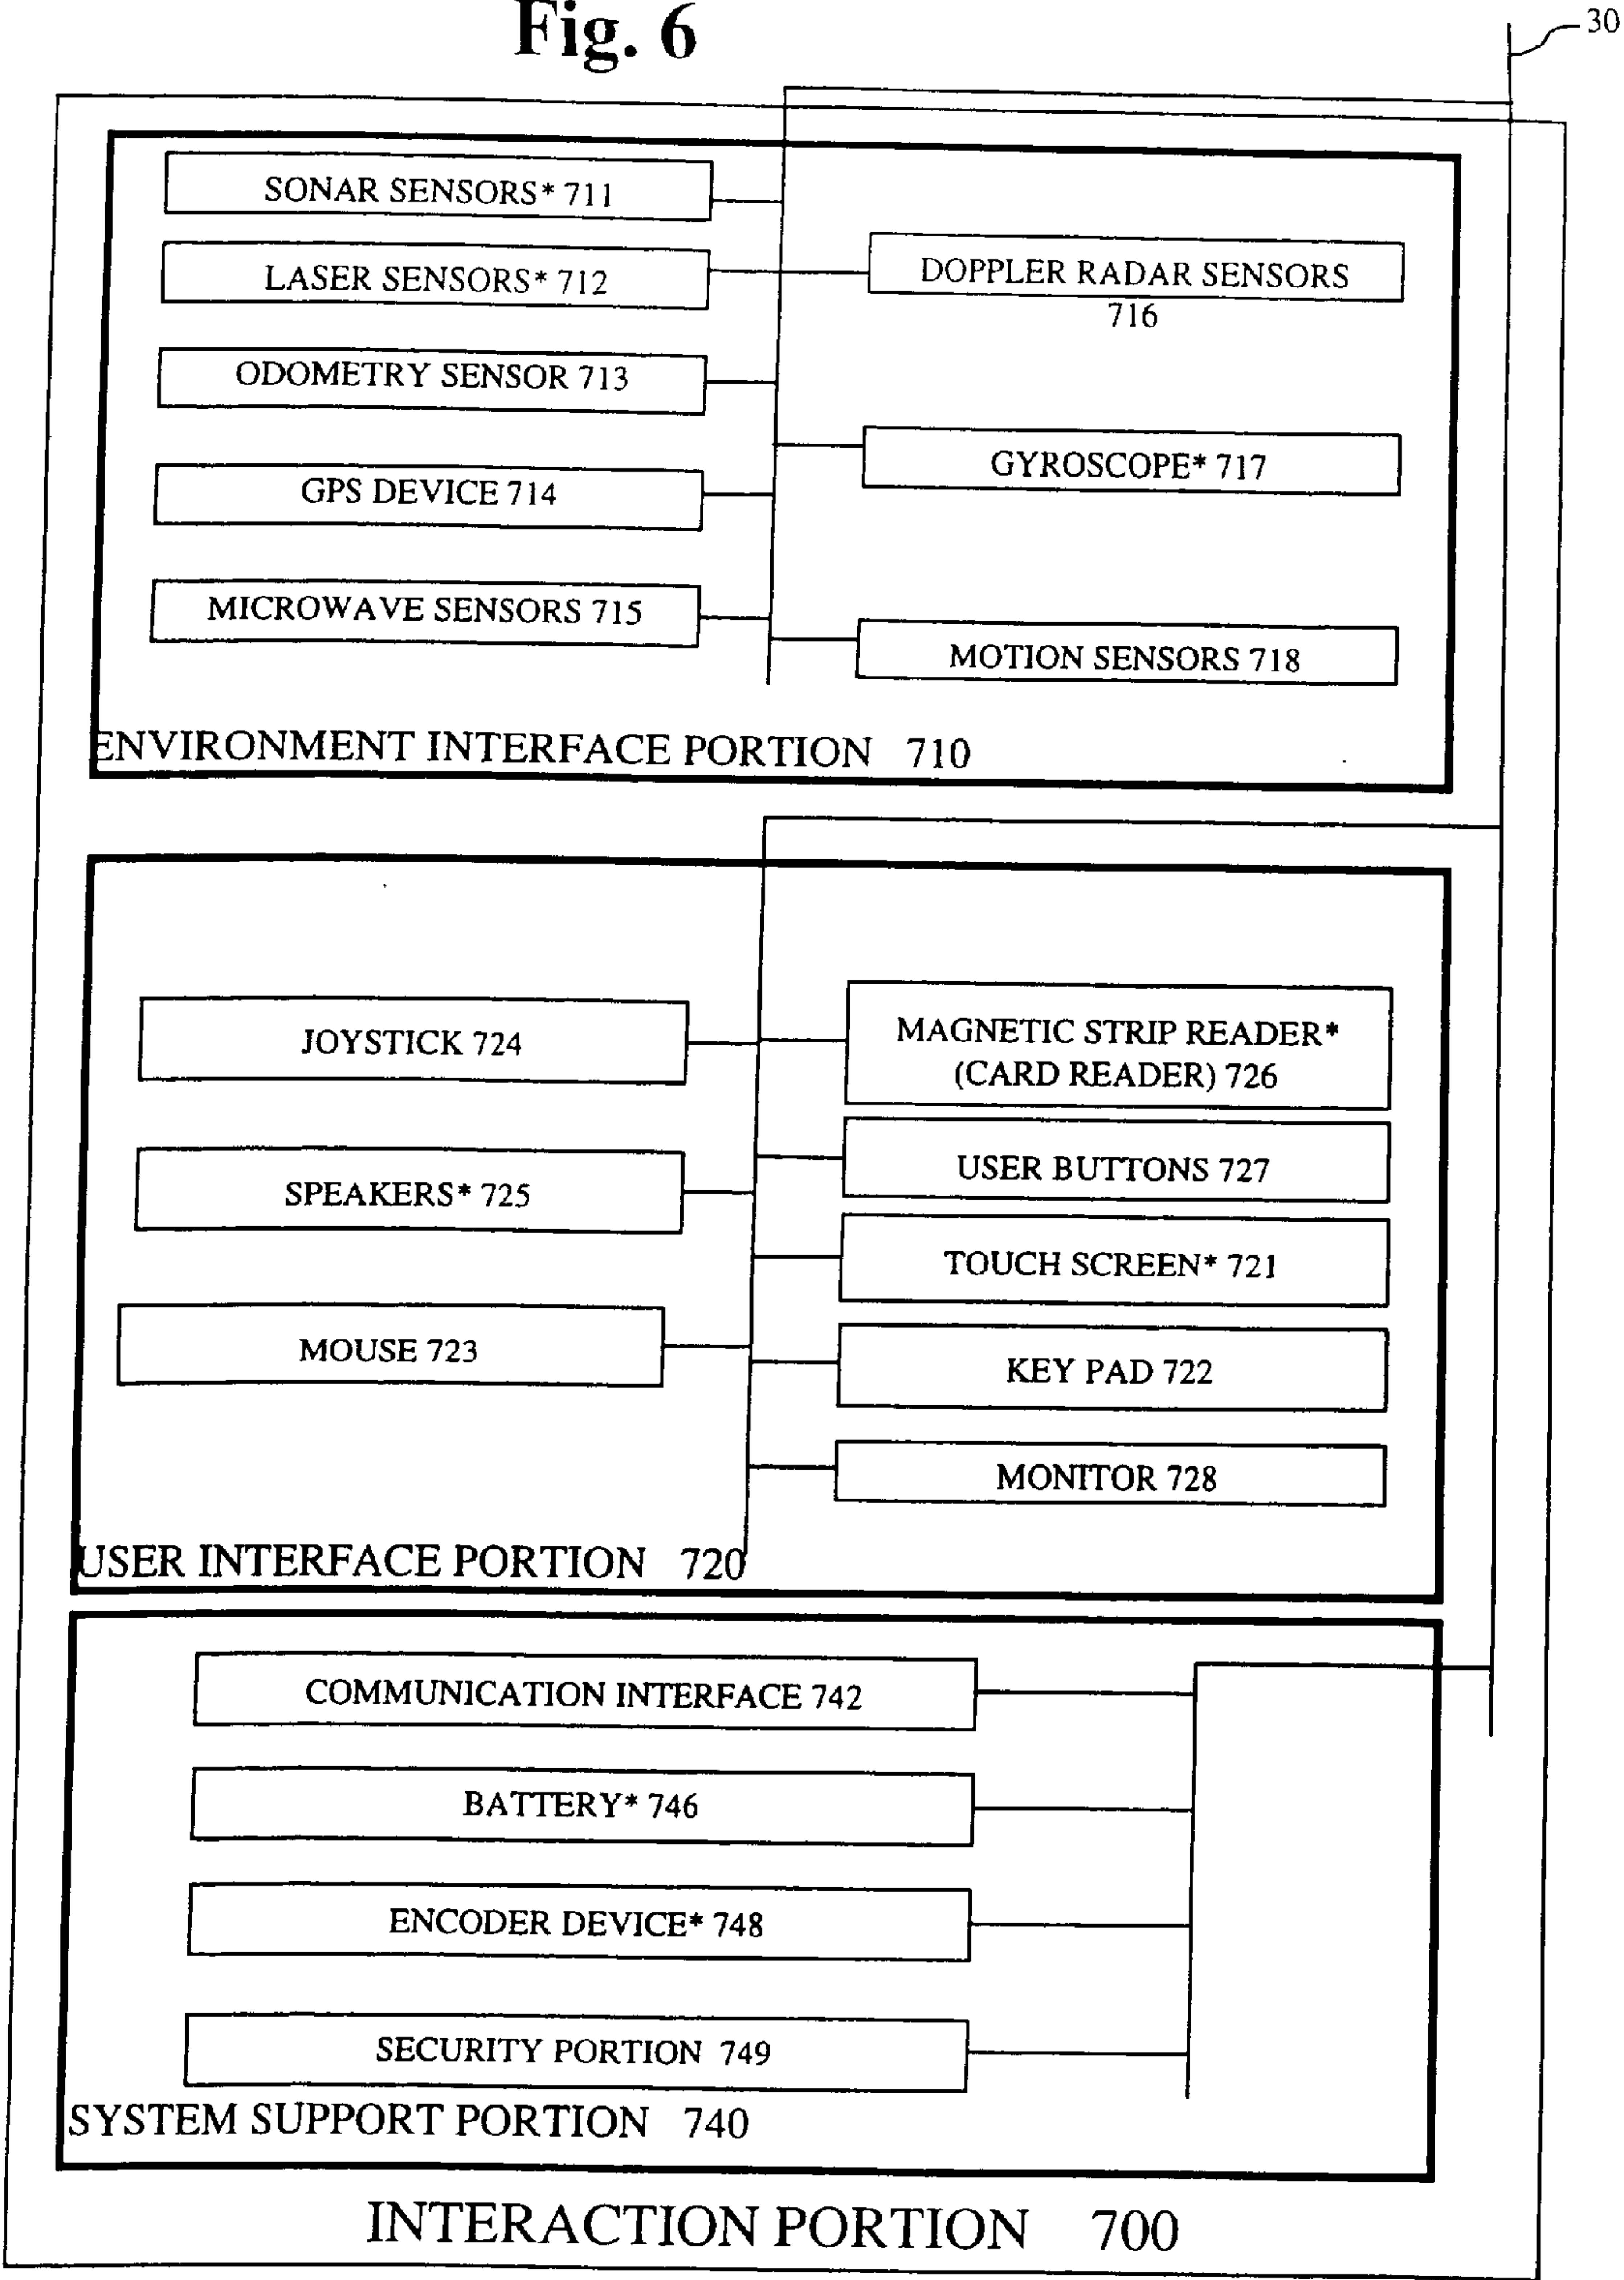 Fig. 6
30
SONAR SENSORS* 711
LASER SENSORS* 712
DOPPLER RADAR SENSORS
716
ODOMETRY SENSOR 713
GYROSCOPE* 717
GPS DEVICE 714
MICROWAVE SENSORS 715
MOTION SENSORS 718
ENVIRONMENT INTERFACE PORTION 710
JOYSTICK 724
MAGNETIC STRIP READER*
(CARD READER) 726
USER BUTTONS 727
SPEAKERS* 725
TOUCH SCREEN* 721
MOUSE 723
KEY PAD 722
MONITOR 728
USER INTERFACE PORTION 720
COMMUNICATION INTERFACE 742
BATTERY* 746
ENCODER DEVICE* 748
SECURITY PORTION 749
SYSTEM SUPPORT PORTION 740
INTERACTION PORTION 700